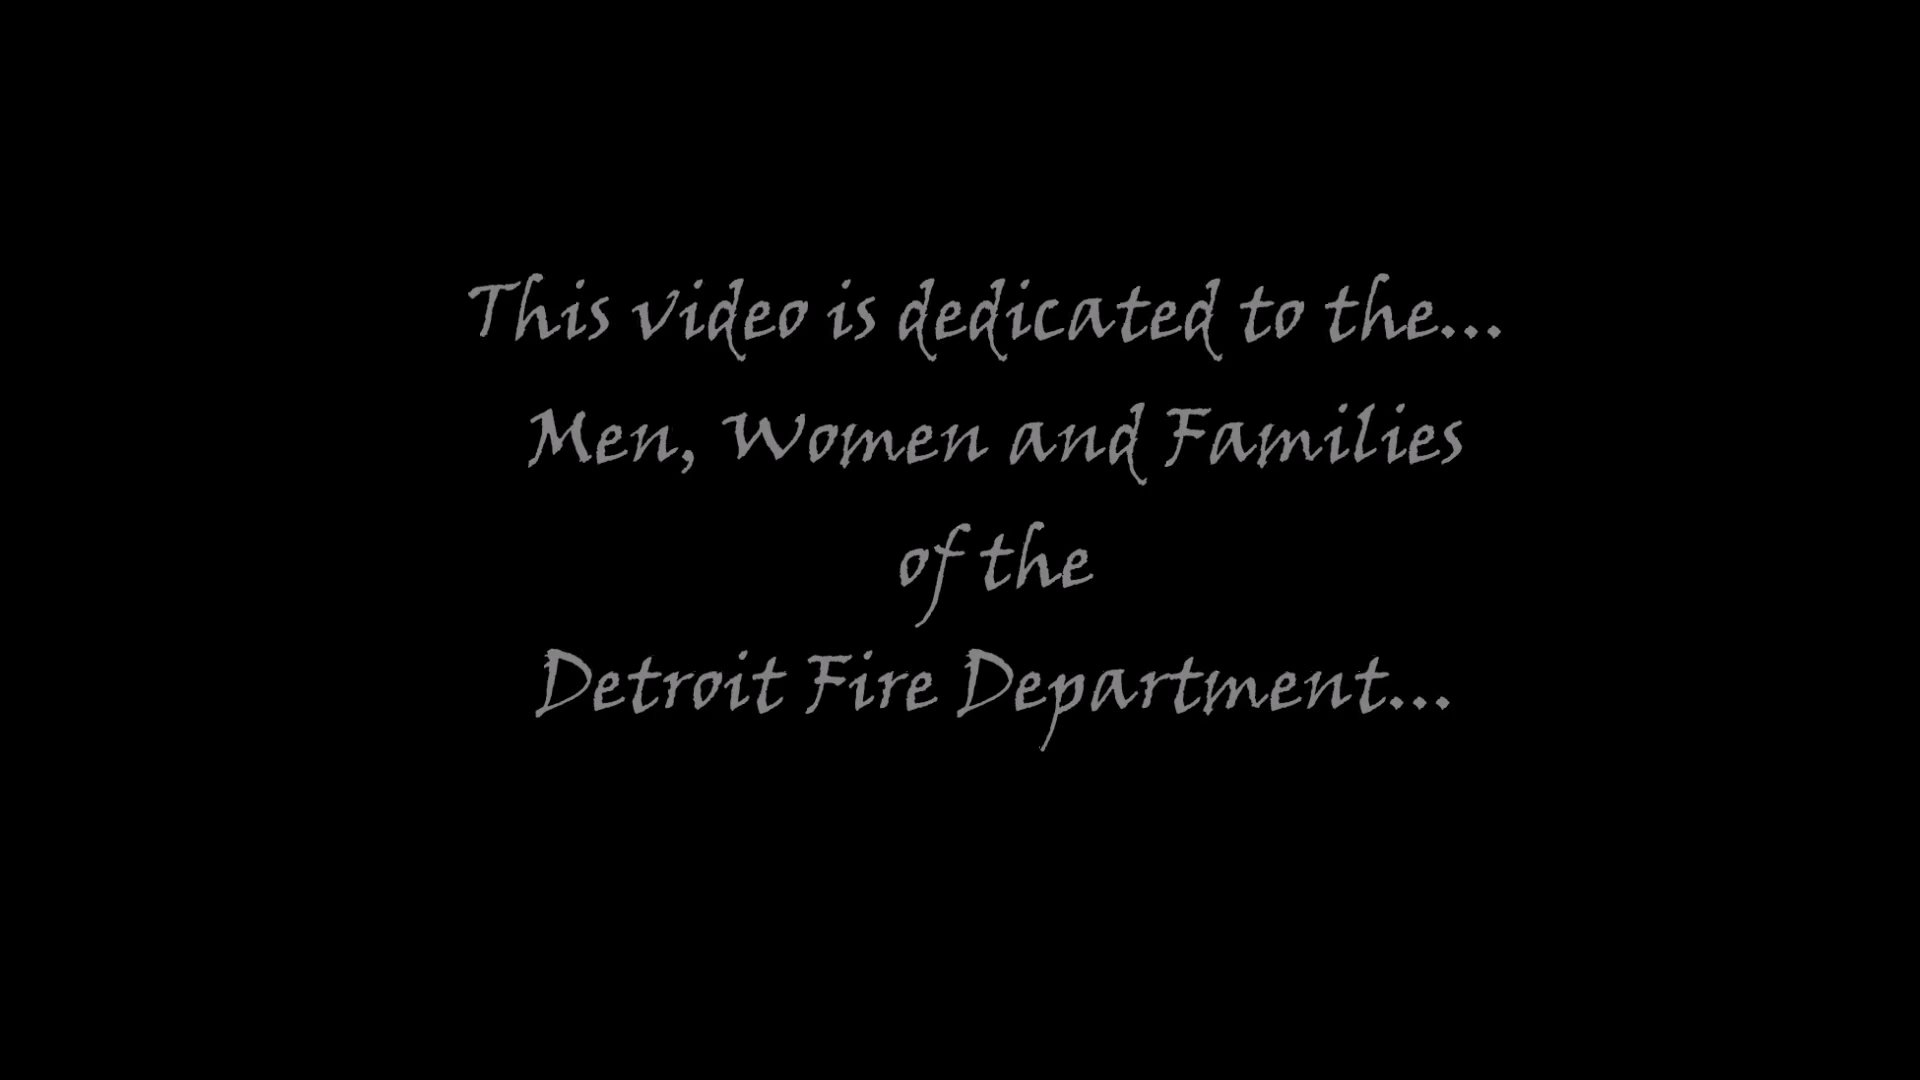 This video is dedicated to the...
Men, Women and Families
of the
Detroit Fire Department...